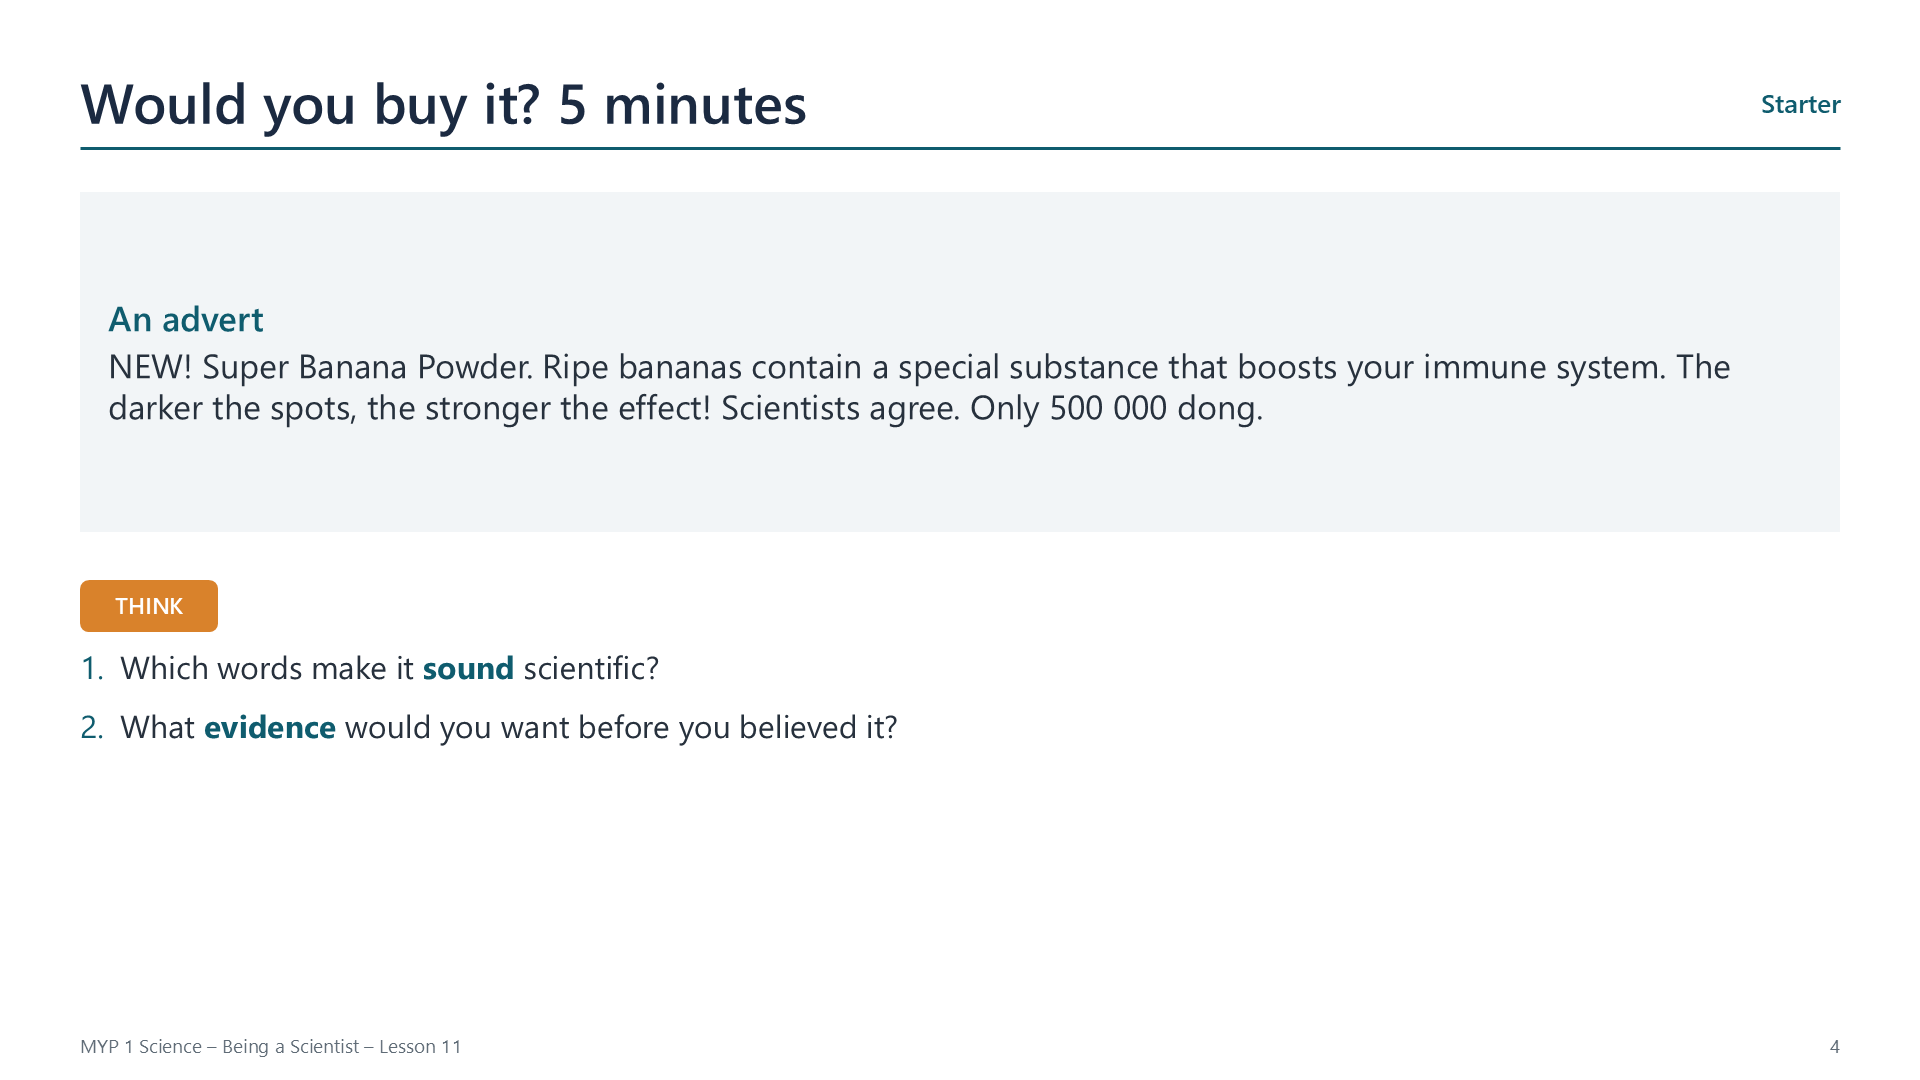 Would you buy it? 5 minutes
Starter
An advert
NEW! Super Banana Powder. Ripe bananas contain a special substance that boosts your immune system. The
darker the spots, the stronger the effect! Scientists agree. Only 500 000 dong.
THINK
1. Which words make it sound scientific?
2. What evidence would you want before you believed it?
MYP 1 Science – Being a Scientist – Lesson 11
4